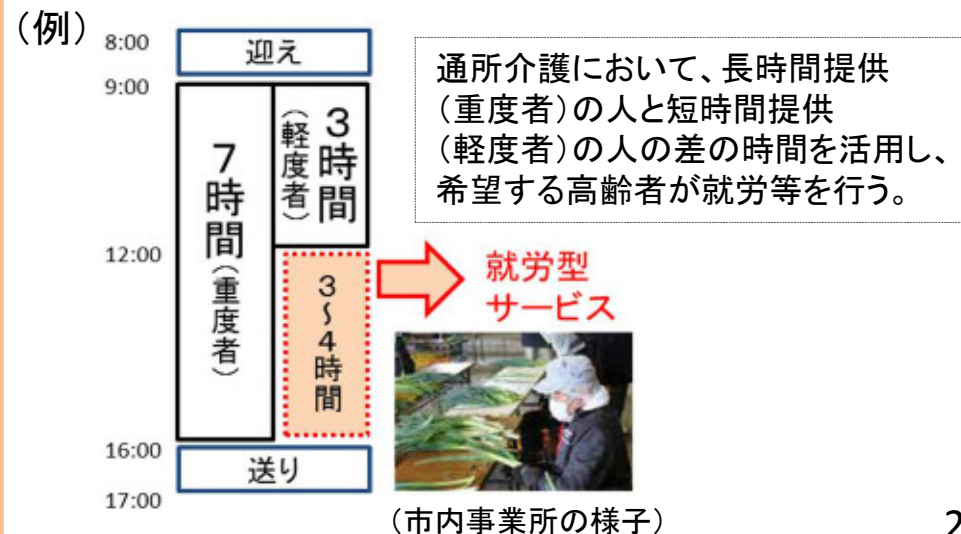 （例）
8:00
迎え
9:00
7時間（重度者）
3時間
（軽度者）
12:00
3～4時間
16:00
送り
17:00
通所介護において、長時間提供
（重度者）の人と短時間提供
（軽度者）の人の差の時間を活用し、
希望する高齢者が就労等を行う。
就労型
サービス
（市内事業所の様子）
2